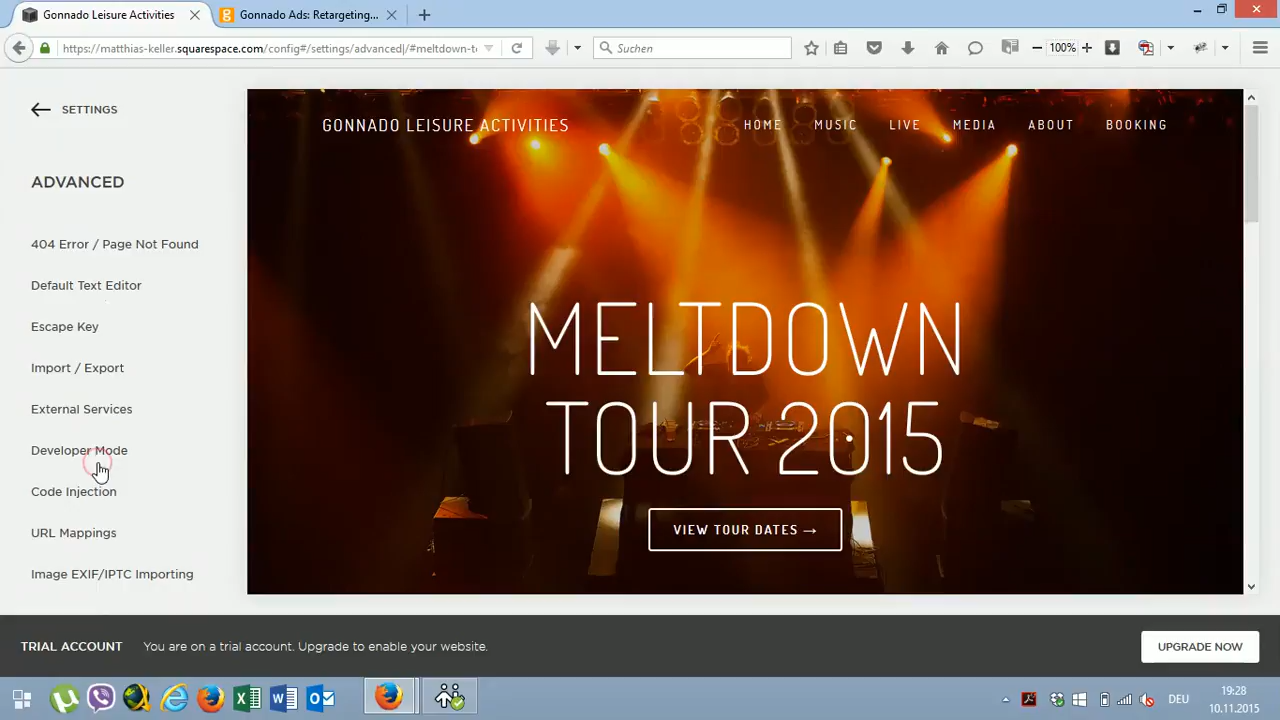 Gonnado Leisure Activities
Gonnado Ads: Retargeting...
https://matthias-keller.squarespace.com/config#/settings/advanced|/#meltdown-t
Suchen
100%
SETTINGS
ADVANCED
404 Error / Page Not Found
Default Text Editor
Escape Key
Import / Export
External Services
Developer Mode
Code Injection
URL Mappings
Image EXIF/IPTC Importing
GONNADO LEISURE ACTIVITIES
HOME MUSIC LIVE MEDIA ABOUT BOOKING
MELTDOWN
TOUR 2015
VIEW TOUR DATES →
TRIAL ACCOUNT You are on a trial account. Upgrade to enable your website.
UPGRADE NOW
DEU
19:28
10.11.2015